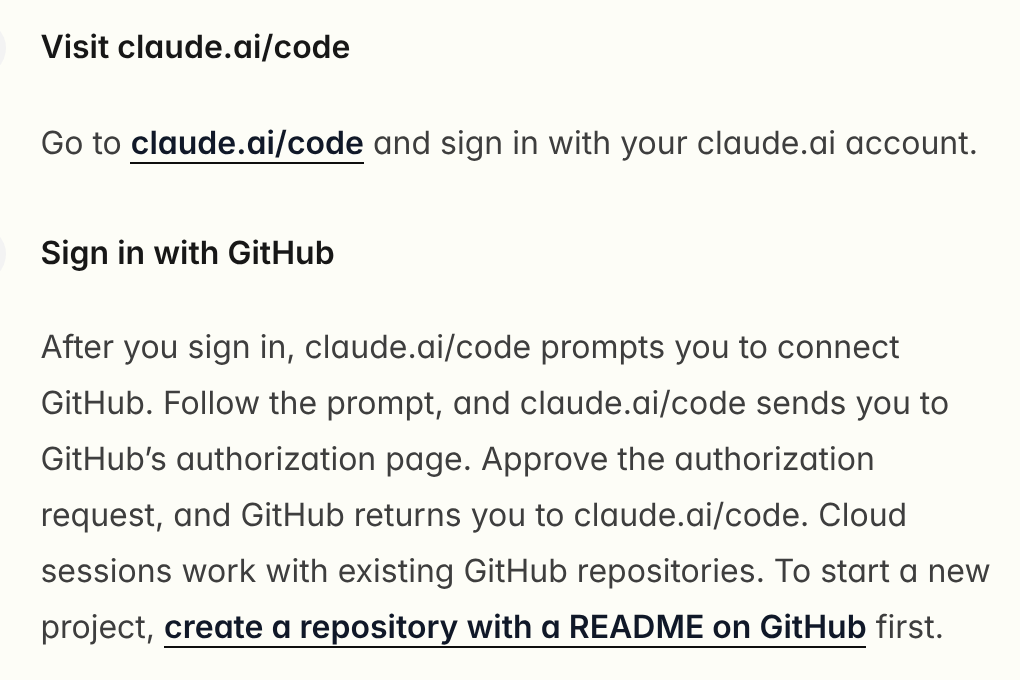 Visit claude.ai/code
Go to claude.ai/code and sign in with your claude.ai account.
Sign in with GitHub
After you sign in, claude.ai/code prompts you to connect
GitHub. Follow the prompt, and claude.ai/code sends you to
GitHub’s authorization page. Approve the authorization
request, and GitHub returns you to claude.ai/code. Cloud
sessions work with existing GitHub repositories. To start a new
project, create a repository with a README on GitHub first.